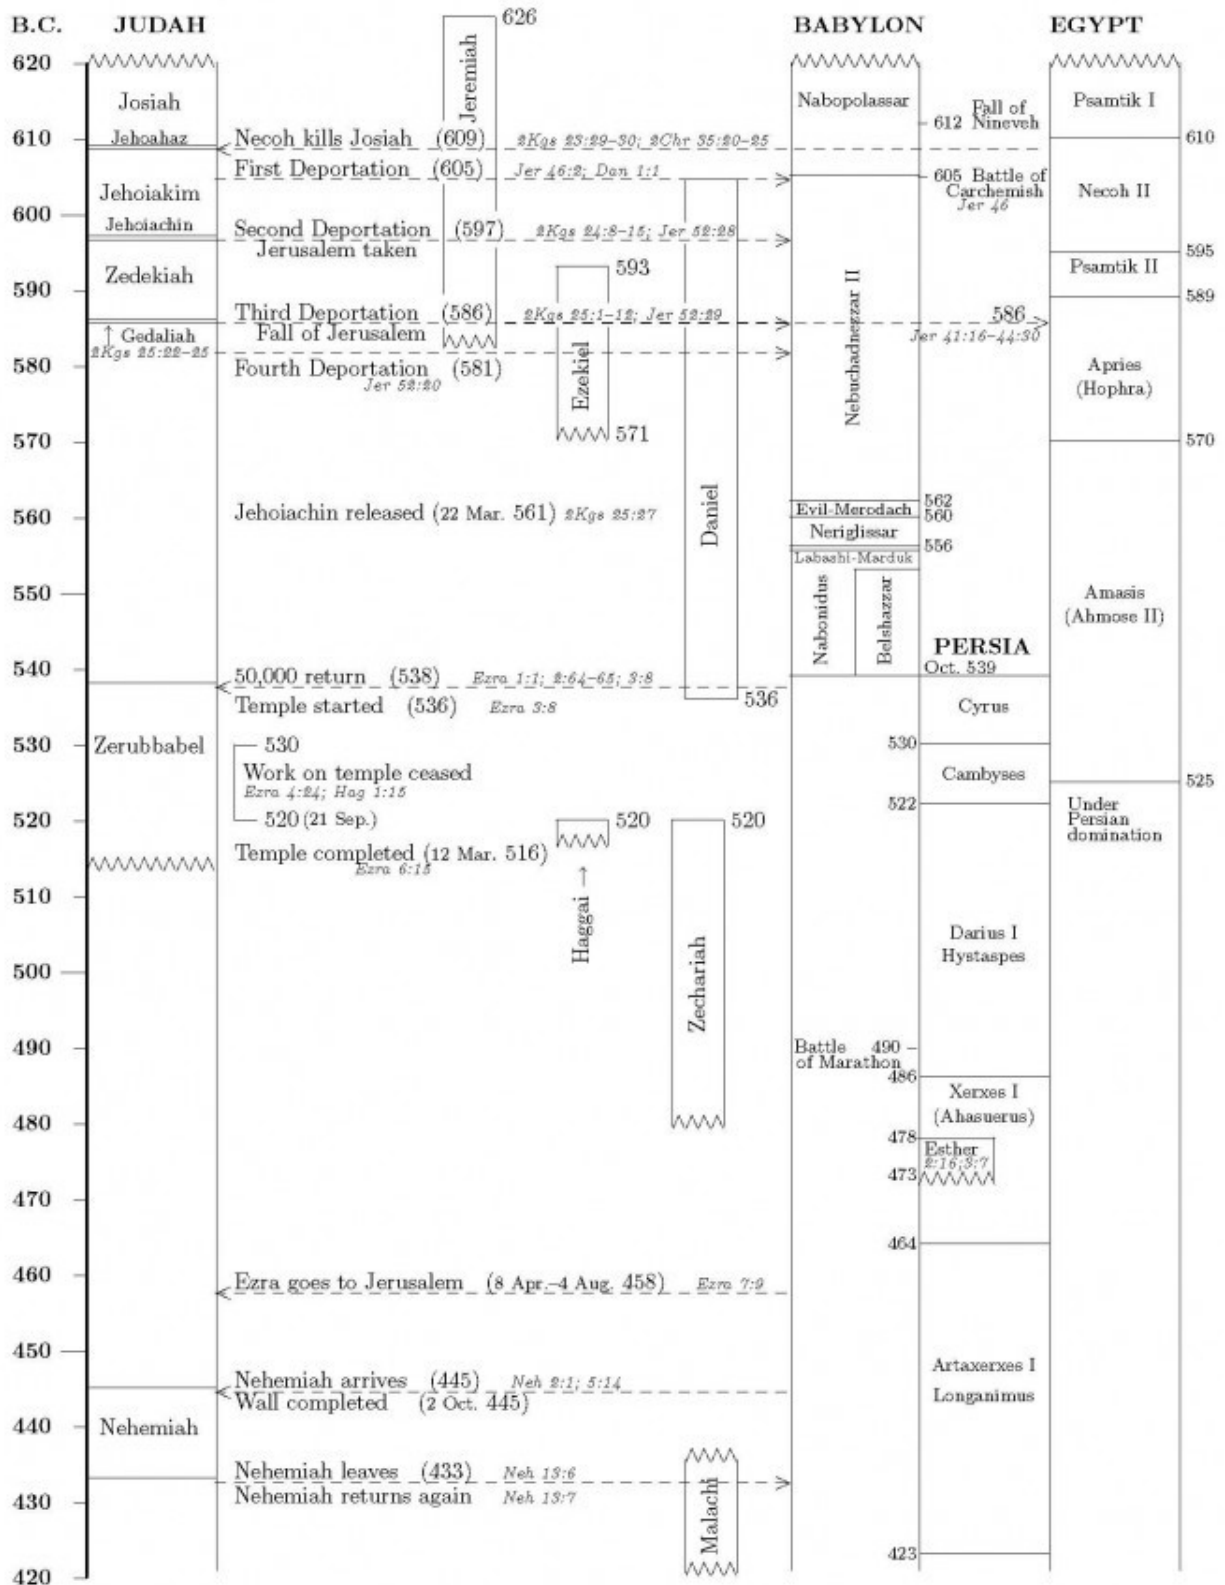 B.C. JUDAH BABYLON EGYPT
626
Jeremiah
620
Josiah
Nabopolassar
Psamtik I
612 Fall of
Nineveh
610
Jehoahaz
Necoh kills Josiah (609) 2Kgs 23:29–30; 2Chr 35:20–25
610
First Deportation (605) Jer 46:2; Dan 1:1
605 Battle of
Carchemish
Jer 46
Jehoiakim
Necoh II
600
Jehoiachin
Second Deportation (597) 2Kgs 24:8–15; Jer 52:28
Jerusalem taken
595
Zedekiah
593
Psamtik II
590
589
Third Deportation (586) 2Kgs 25:1–12; Jer 52:29
586
Jer 41:16–44:30
↑ Gedaliah
2Kgs 25:22–25
Fall of Jerusalem
580
Fourth Deportation (581)
Jer 52:20
Ezekiel
Nebuchadnezzar II
Apries
(Hophra)
571
570
570
Daniel
Jehoiachin released (22 Mar. 561) 2Kgs 25:27
562
Evil-Merodach
560
560
Neriglissar
556
Labashi-Marduk
550
Nabonidus
Belshazzar
Amasis
(Ahmose II)
PERSIA
Oct. 539
540
50,000 return (538) Ezra 1:1; 2:64–65; 3:8
536
Temple started (536) Ezra 3:8
Cyrus
530
Zerubbabel
530
530
Work on temple ceased
Ezra 4:24; Hag 1:15
Cambyses
525
522
Under
Persian
domination
520
520 (21 Sep.)
520
520
Temple completed (12 Mar. 516)
Ezra 6:15
510
Haggai →
Zechariah
Darius I
Hystaspes
500
490
Battle 490
of Marathon
486
Xerxes I
(Ahasuerus)
480
478
Esther
2:16;3:7
473
470
464
460
Ezra goes to Jerusalem (8 Apr.–4 Aug. 458) Ezra 7:9
450
Nehemiah arrives (445) Neh 2:1; 5:14
Wall completed (2 Oct. 445)
Artaxerxes I
Longanimus
440
Nehemiah
Nehemiah leaves (433) Neh 13:6
Nehemiah returns again Neh 13:7
430
Malachi
423
420